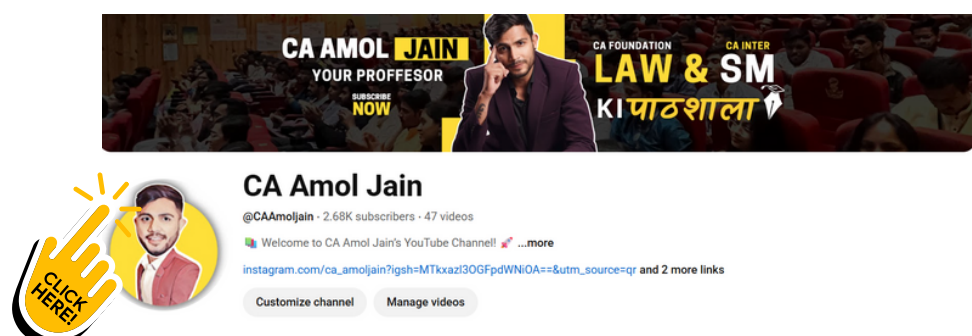 CA AMOL JAIN
YOUR PROFFESOR
SUBSCRIBE
NOW
CA FOUNDATION CA INTER
LAW & SM
KI पाठशाला
CA Amol Jain
@CAAmoljain · 2.68K subscribers · 47 videos
📚 Welcome to CA Amol Jain's YouTube Channel! 🚀 ...more
instagram.com/ca_amoljain?igsh=MTkxazl3OGFpdWNiOA==&utm_source=qr and 2 more links
Customize channel Manage videos
CLICK
HERE!